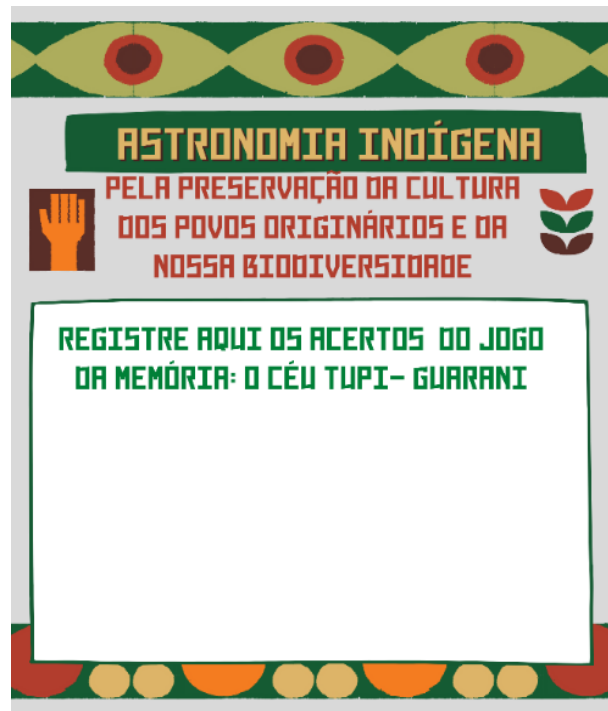 ASTRONOMIA INDÍGENA
PELA PRESERVAÇÃO DA CULTURA
DOS POVOS ORIGINÁRIOS E DA
NOSSA BIODIVERSIDADE
REGISTRE AQUI OS ACERTOS DO JOGO
DA MEMÓRIA: O CÉU TUPI- GUARANI